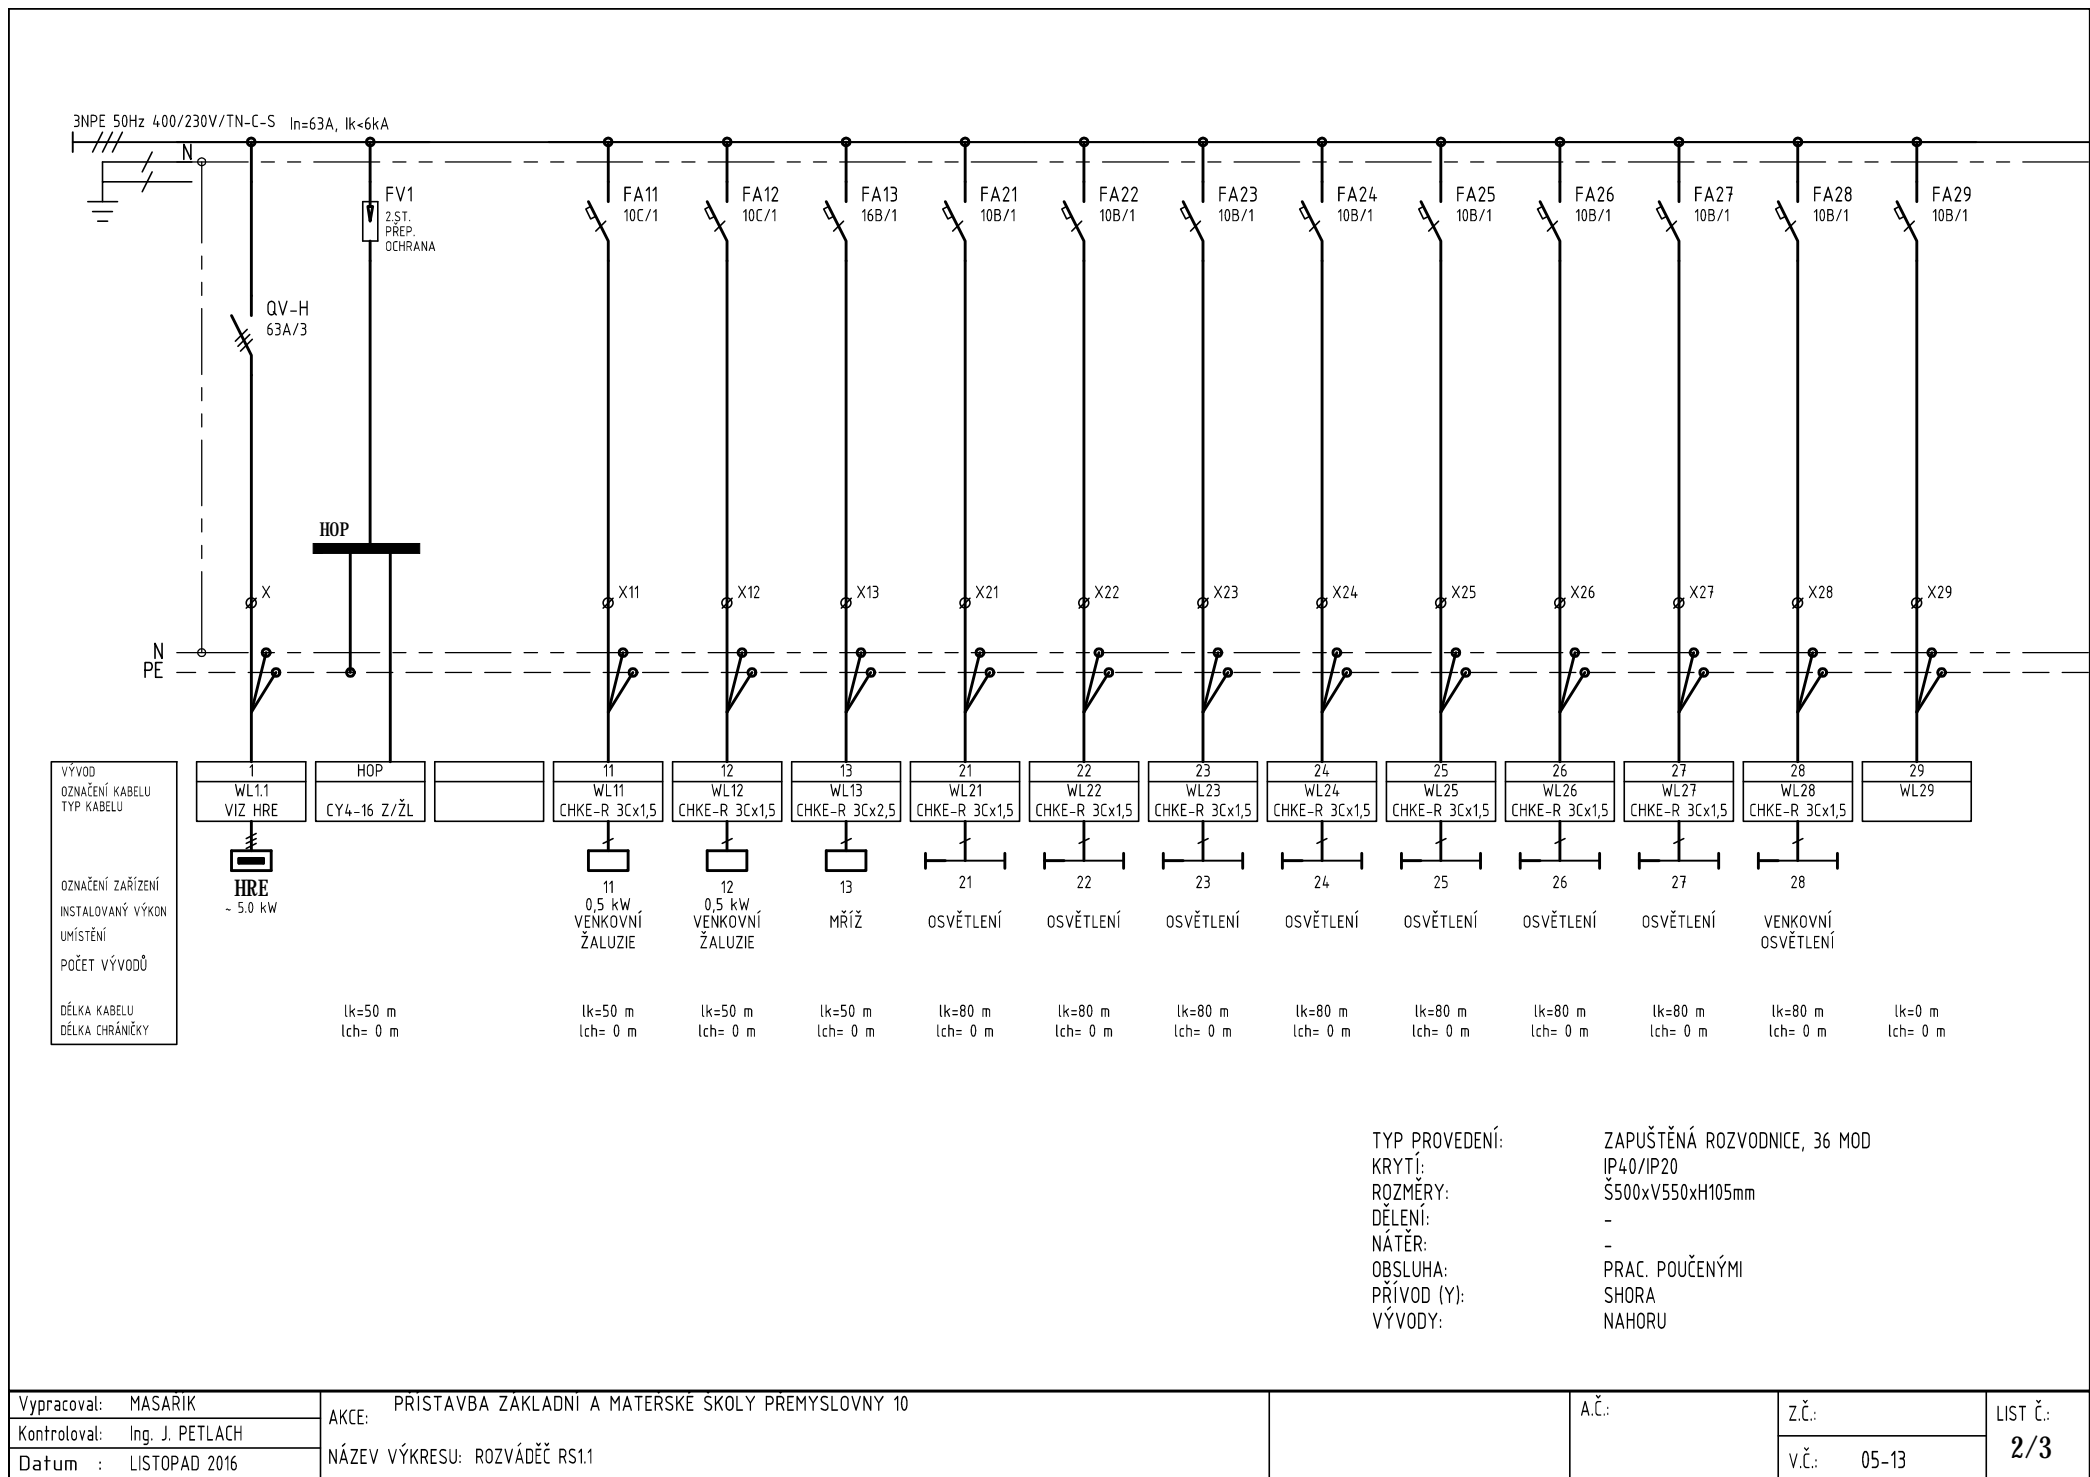 3NPE 50Hz 400/230V/TN-C-S In=63A, Ik<6kA
N
FV1
2.ST.
PŘEP.
OCHRANA
FA11 FA12 FA13 FA21 FA22 FA23 FA24 FA25 FA26 FA27 FA28 FA29
10C/1 10C/1 16B/1 10B/1 10B/1 10B/1 10B/1 10B/1 10B/1 10B/1 10B/1 10B/1
QV-H
63A/3
HOP
X X11 X12 X13 X21 X22 X23 X24 X25 X26 X27 X28 X29
N
PE
VÝVOD 1 HOP 11 12 13 21 22 23 24 25 26 27 28 29
OZNAČENÍ KABELU WL1.1 WL11 WL12 WL13 WL21 WL22 WL23 WL24 WL25 WL26 WL27 WL28 WL29
TYP KABELU VIZ HRE CY4-16 Z/ŽL CHKE-R 3Cx1,5 CHKE-R 3Cx1,5 CHKE-R 3Cx2,5 CHKE-R 3Cx1,5 CHKE-R 3Cx1,5 CHKE-R 3Cx1,5 CHKE-R 3Cx1,5 CHKE-R 3Cx1,5 CHKE-R 3Cx1,5 CHKE-R 3Cx1,5 CHKE-R 3Cx1,5
OZNAČENÍ ZAŘÍZENÍ HRE 11 12 13 21 22 23 24 25 26 27 28
INSTALOVANÝ VÝKON ~ 5.0 kW 0,5 kW 0,5 kW
UMÍSTĚNÍ VENKOVNÍ VENKOVNÍ MŘÍŽ OSVĚTLENÍ OSVĚTLENÍ OSVĚTLENÍ OSVĚTLENÍ OSVĚTLENÍ OSVĚTLENÍ OSVĚTLENÍ VENKOVNÍ
ŽALUZIE ŽALUZIE OSVĚTLENÍ
POČET VÝVODŮ
DÉLKA KABELU lk=50 m lk=50 m lk=50 m lk=50 m lk=80 m lk=80 m lk=80 m lk=80 m lk=80 m lk=80 m lk=80 m lk=80 m lk=0 m
DÉLKA CHRÁNIČKY lch= 0 m lch= 0 m lch= 0 m lch= 0 m lch= 0 m lch= 0 m lch= 0 m lch= 0 m lch= 0 m lch= 0 m lch= 0 m lch= 0 m lch= 0 m
TYP PROVEDENÍ: ZAPUŠTĚNÁ ROZVODNICE, 36 MOD
KRYTÍ: IP40/IP20
ROZMĚRY: Š500xV550xH105mm
DĚLENÍ: -
NÁTĚR: -
OBSLUHA: PRAC. POUČENÝMI
PŘÍVOD (Y): SHORA
VÝVODY: NAHORU
Vypracoval: MASAŘÍK
Kontroloval: Ing. J. PETLACH
Datum : LISTOPAD 2016
AKCE: PŘÍSTAVBA ZÁKLADNÍ A MATEŘSKÉ ŠKOLY PŘEMYSLOVNY 10
NÁZEV VÝKRESU: ROZVÁDĚČ RS1.1
A.Č.:
Z.Č.:
V.Č.: 05-13
LIST Č.:
2/3